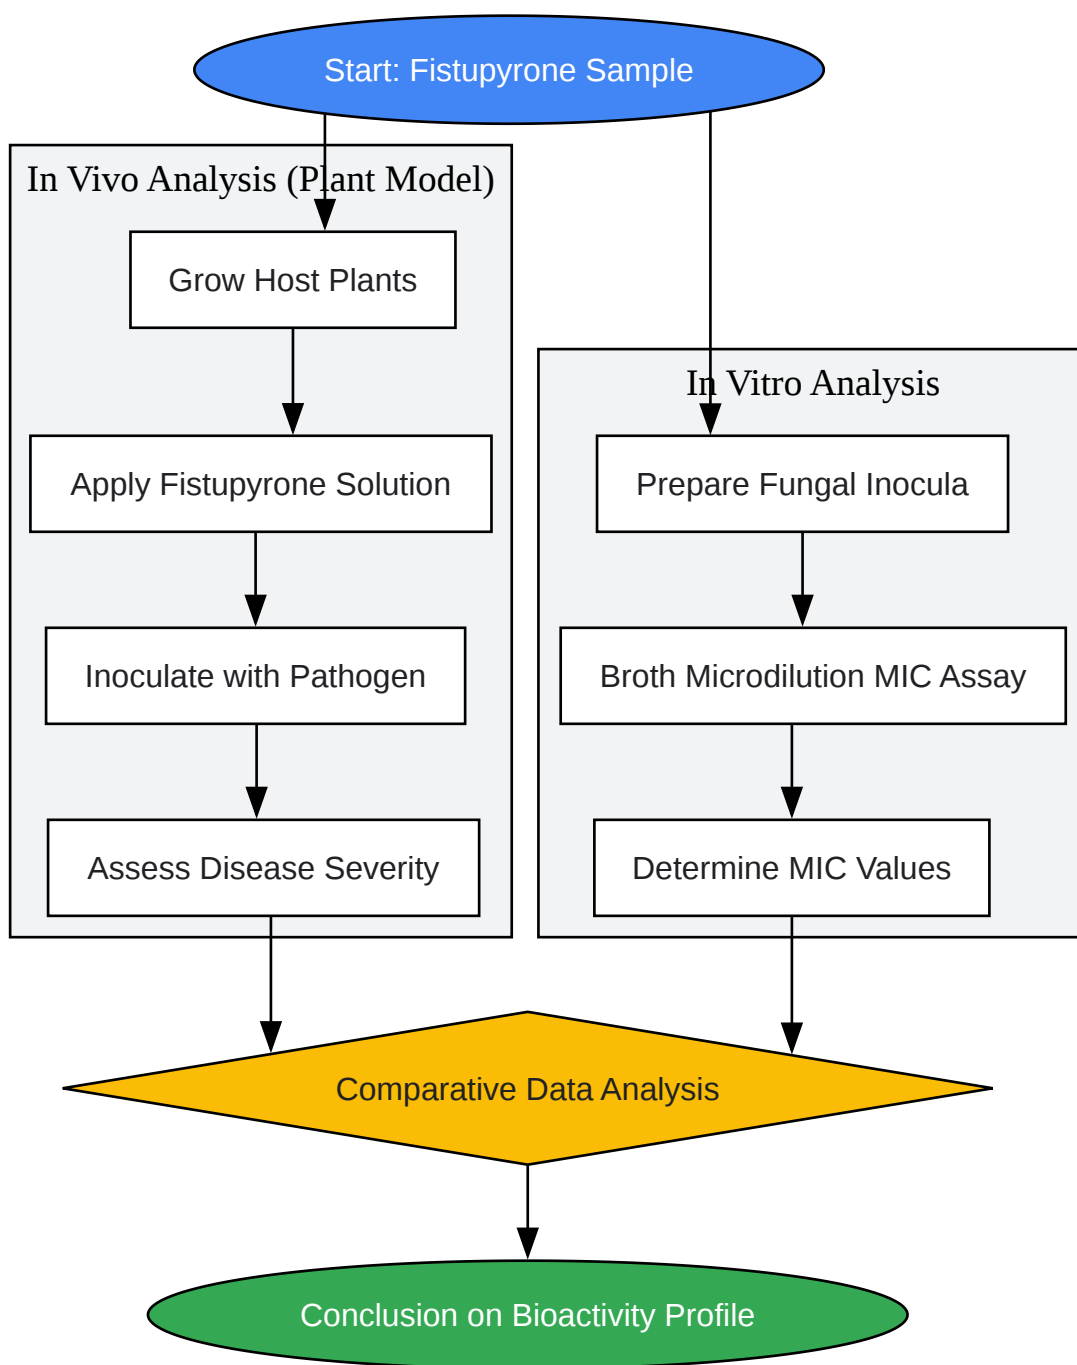 Start: Fistupyrone Sample
In Vivo Analysis (Plant Model)
Grow Host Plants
Apply Fistupyrone Solution
Inoculate with Pathogen
Assess Disease Severity
In Vitro Analysis
Prepare Fungal Inocula
Broth Microdilution MIC Assay
Determine MIC Values
Comparative Data Analysis
Conclusion on Bioactivity Profile